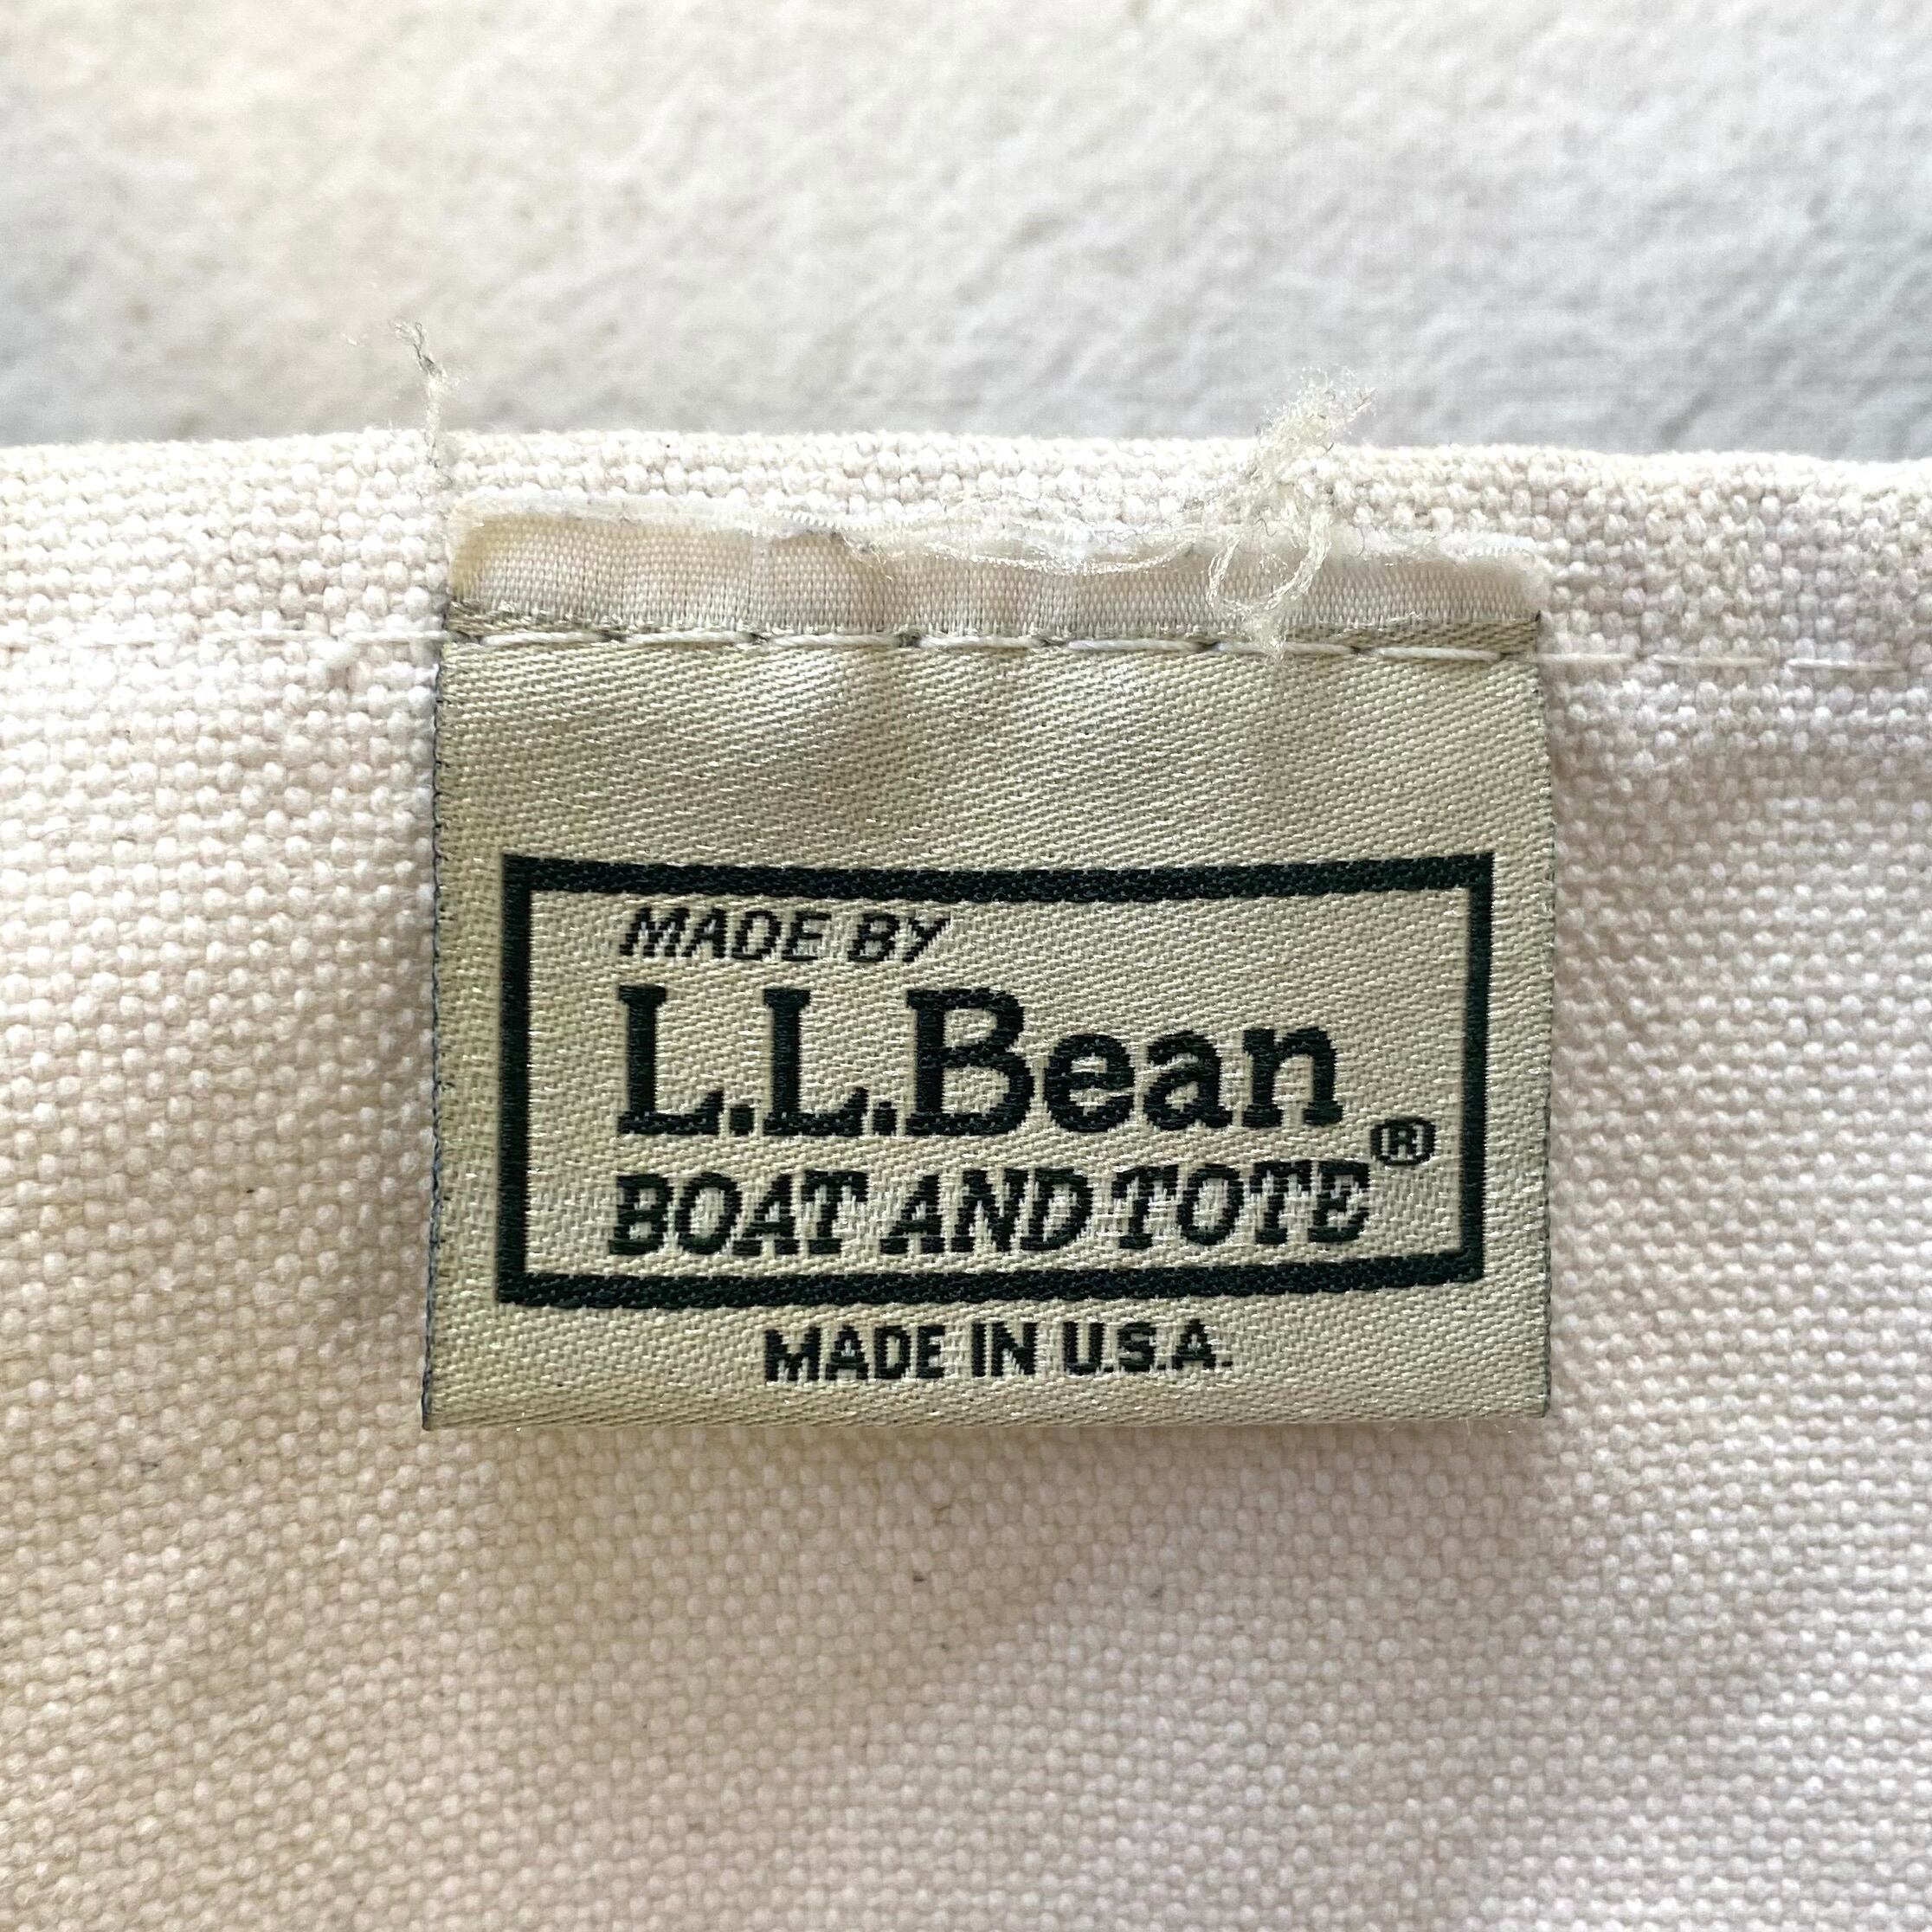 MADE BY
L.L.Bean
BOAT AND TOTE®
MADE IN U.S.A.